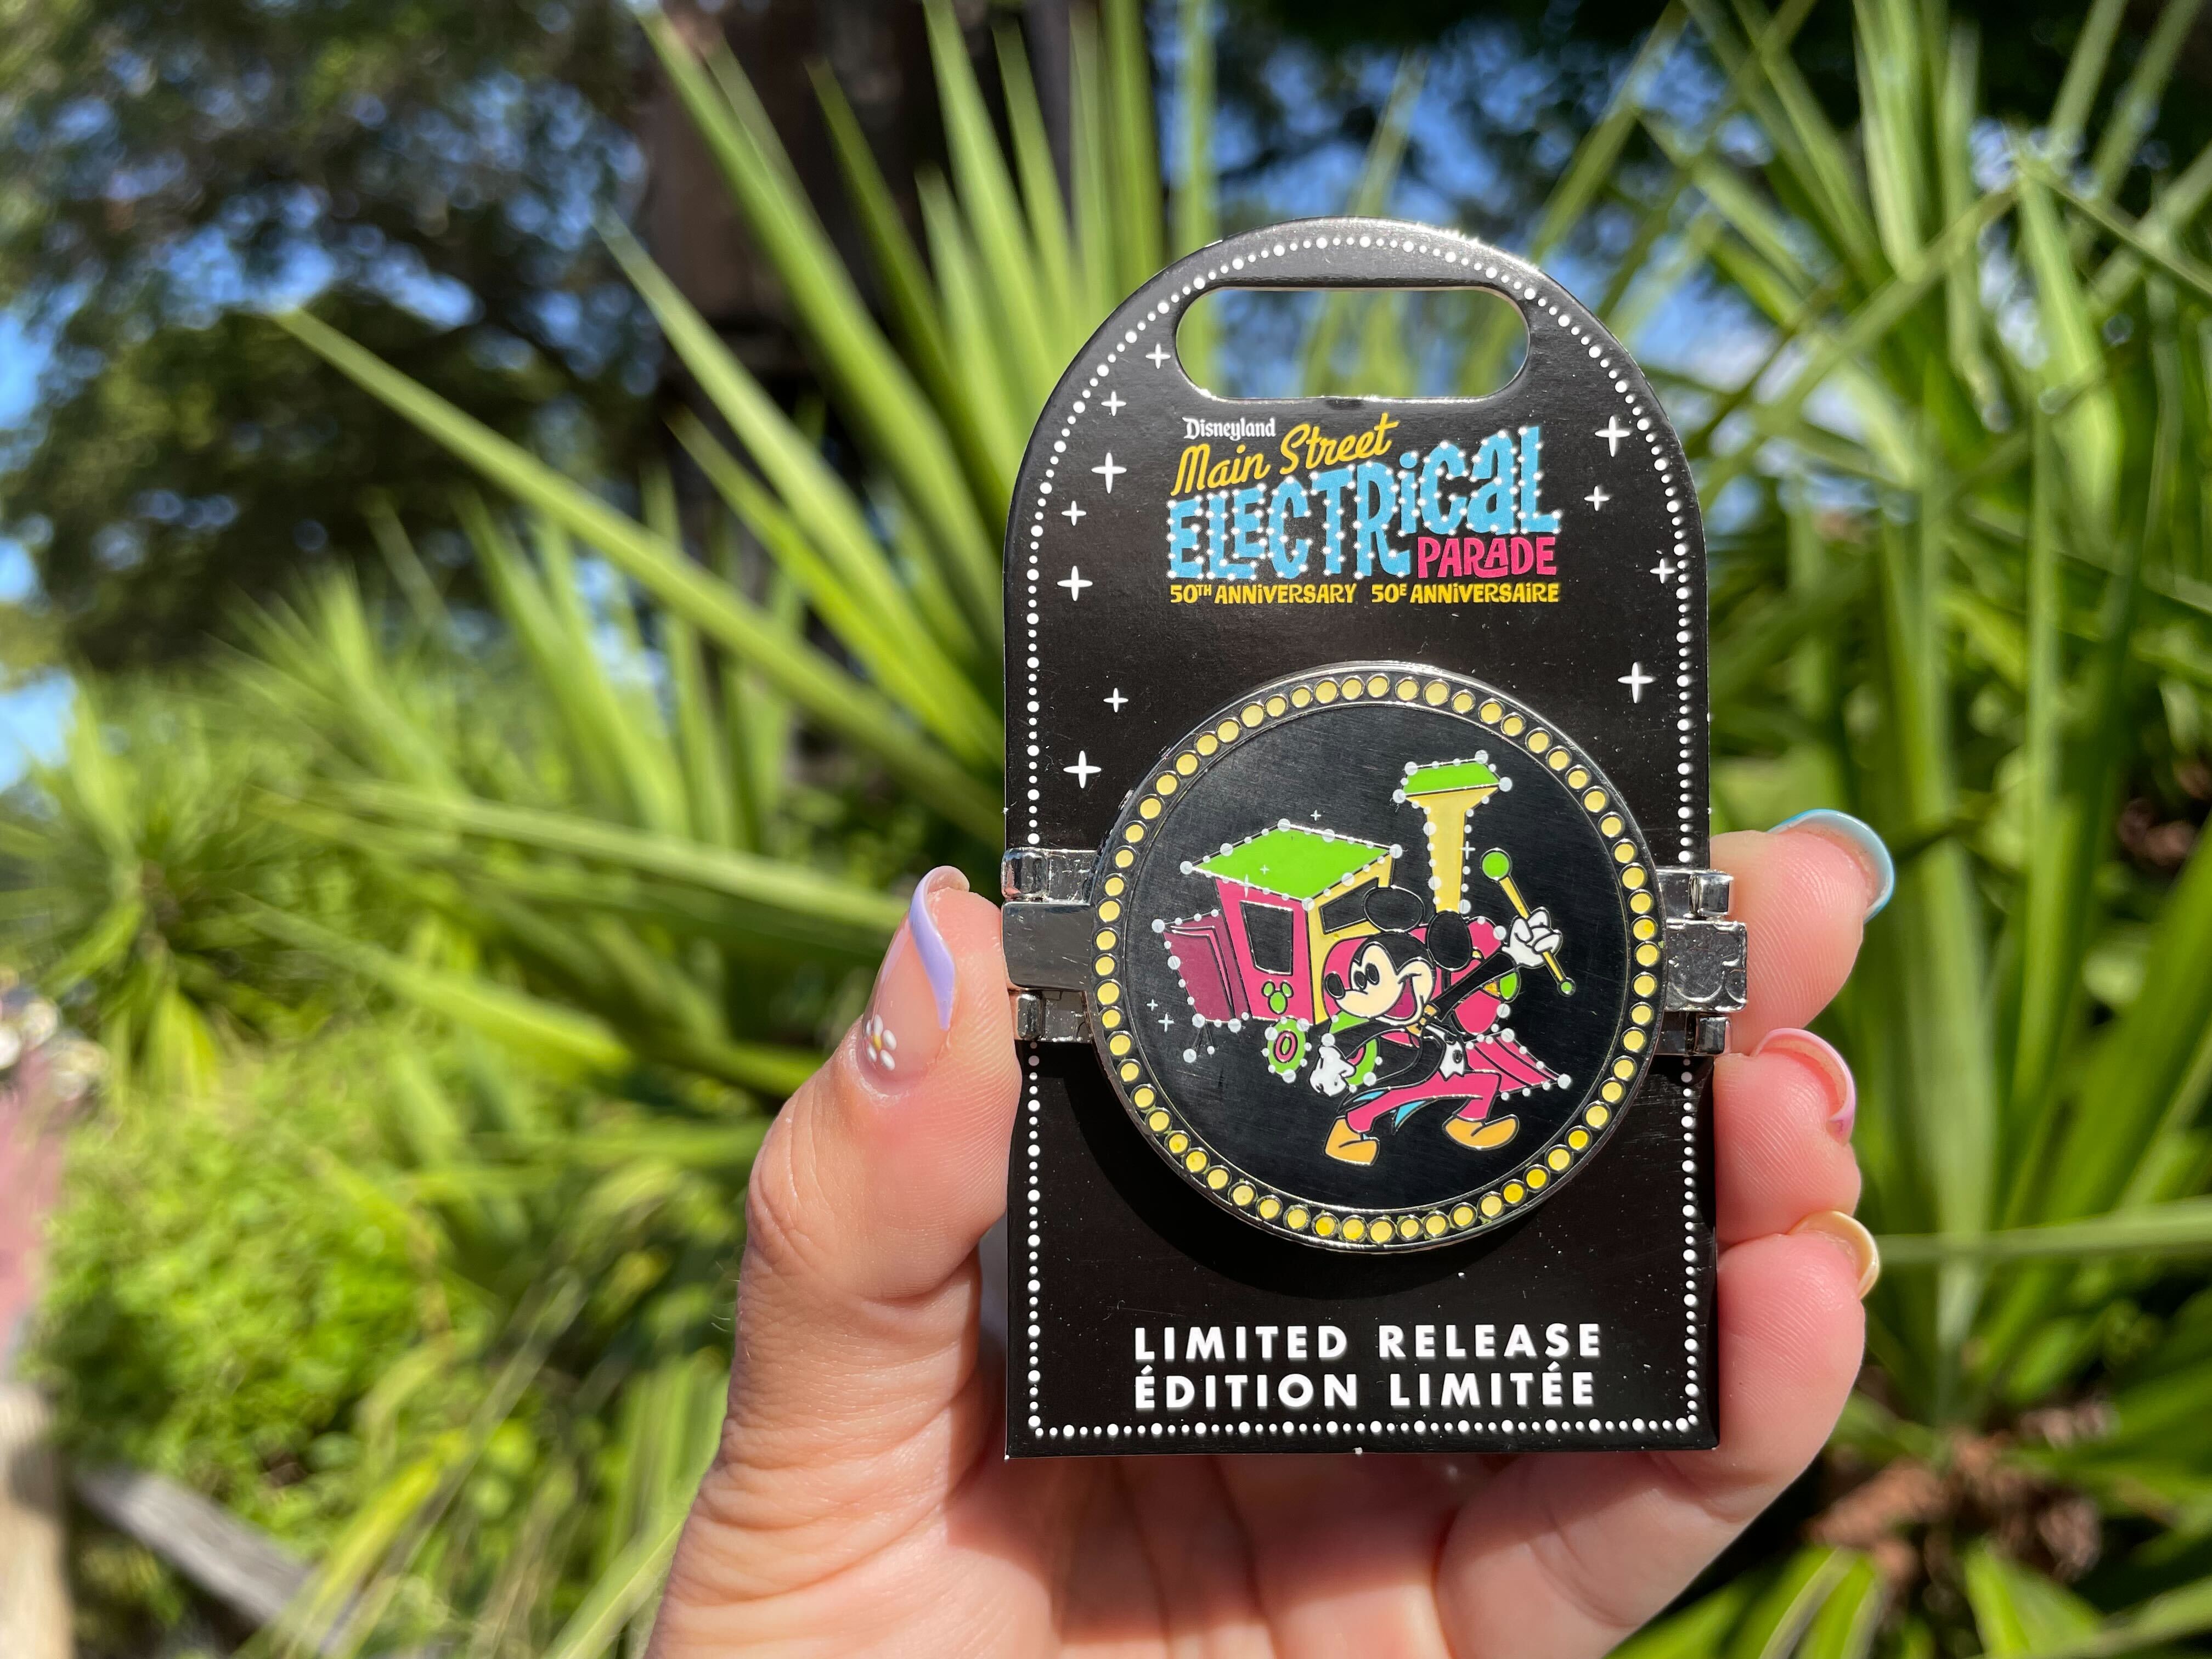 Disneyland
Main Street
ELECTRiCaL
PARADE
50TH ANNiVERSARY 50E ANNiVERSAiRE
LIMITED RELEASE
ÉDITION LIMITÉE